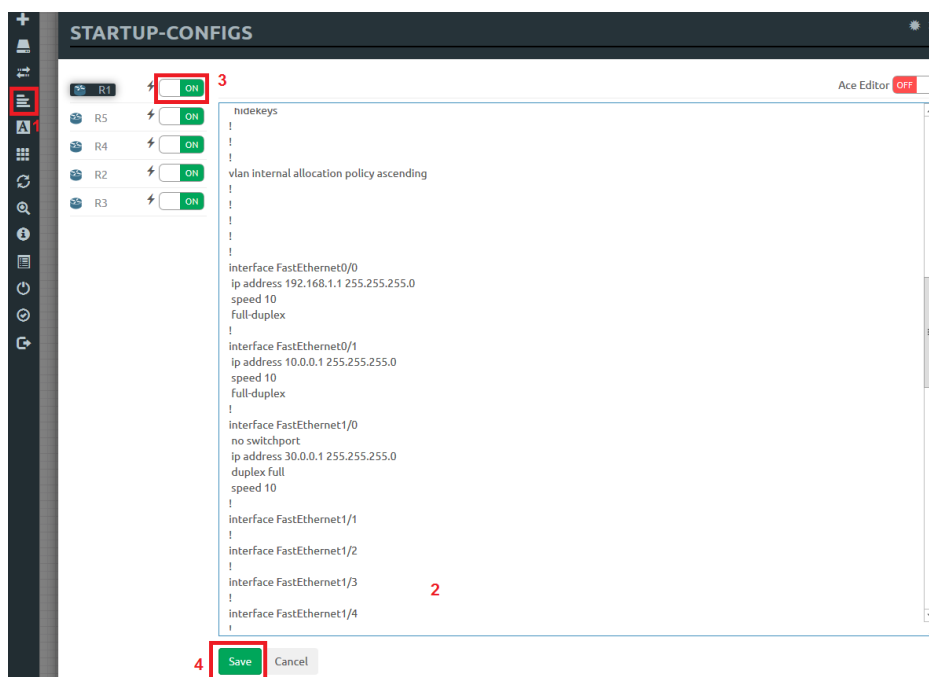 STARTUP-CONFIGS
R1 ON 3
Ace Editor OFF
R5 ON
R4 ON
R2 ON
R3 ON
A 1
hidekeys
!
!
!
vlan internal allocation policy ascending
!
!
!
!
!
interface FastEthernet0/0
ip address 192.168.1.1 255.255.255.0
speed 10
full-duplex
!
interface FastEthernet0/1
ip address 10.0.0.1 255.255.255.0
speed 10
full-duplex
!
interface FastEthernet1/0
no switchport
ip address 30.0.0.1 255.255.255.0
duplex full
speed 10
!
interface FastEthernet1/1
!
interface FastEthernet1/2
!
interface FastEthernet1/3
!
interface FastEthernet1/4
!
2
4 Save Cancel